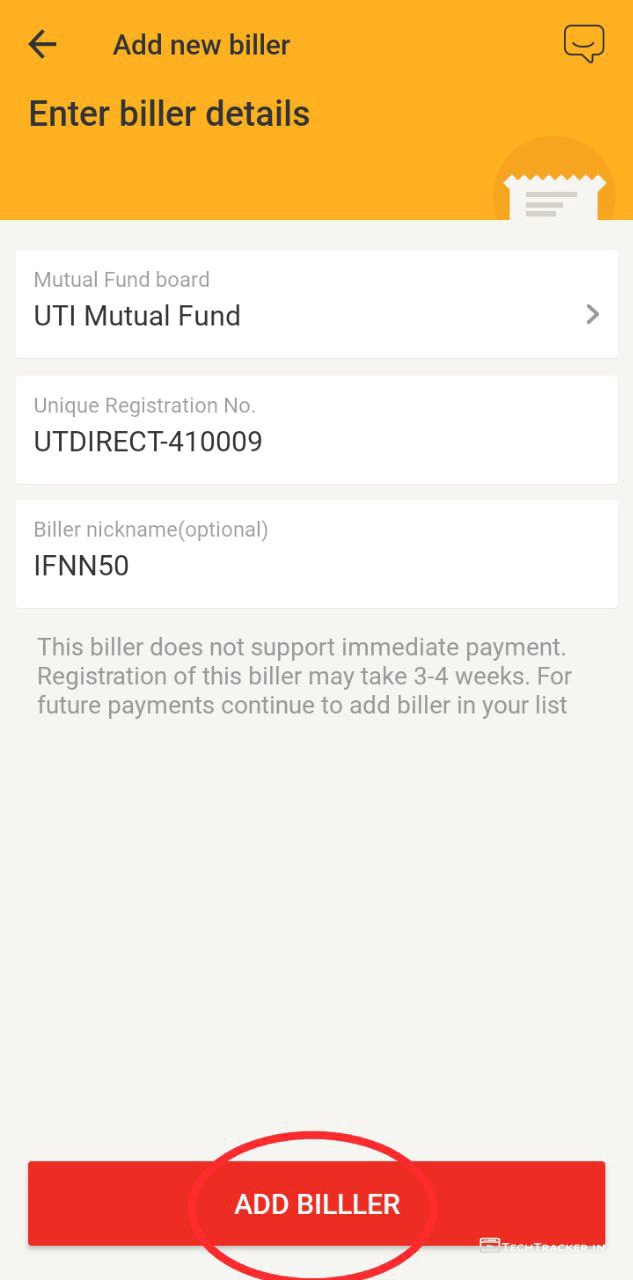 Add new biller
Enter biller details
Mutual Fund board
UTI Mutual Fund
Unique Registration No.
UTDIRECT-410009
Biller nickname(optional)
IFNN50
This biller does not support immediate payment.
Registration of this biller may take 3-4 weeks. For
future payments continue to add biller in your list
ADD BILLLER
TECHTRACKER.IN